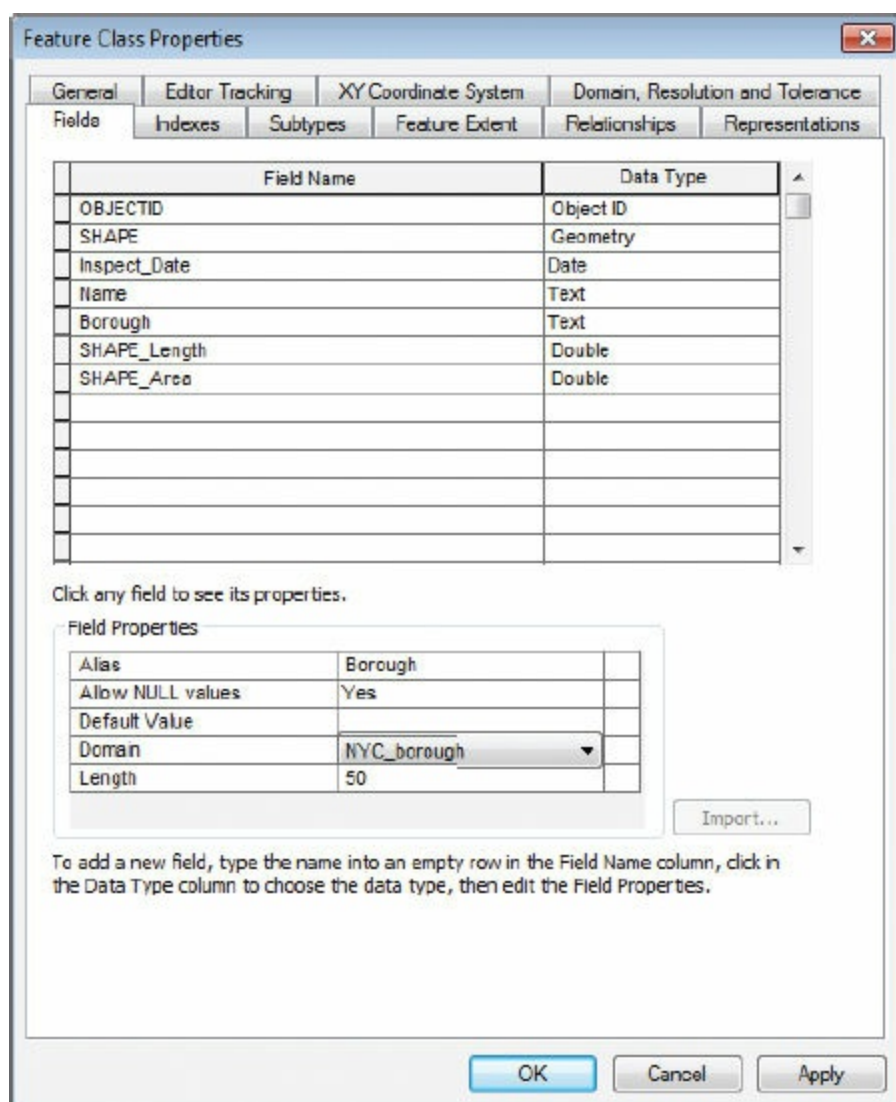 Feature Class Properties
General Editor Tracking XY Coordinate System Domain, Resolution and Tolerance
Fields Indexes Subtypes Feature Extent Relationships Representations
Field Name Data Type
OBJECTID Object ID
SHAPE Geometry
Inspect_Date Date
Name Text
Borough Text
SHAPE_Length Double
SHAPE_Area Double
Click any field to see its properties.
Field Properties
Alias Borough
Allow NULL values Yes
Default Value
Domain NYC_borough
Length 50
Import...
To add a new field, type the name into an empty row in the Field Name column, click in
the Data Type column to choose the data type, then edit the Field Properties.
OK Cancel Apply